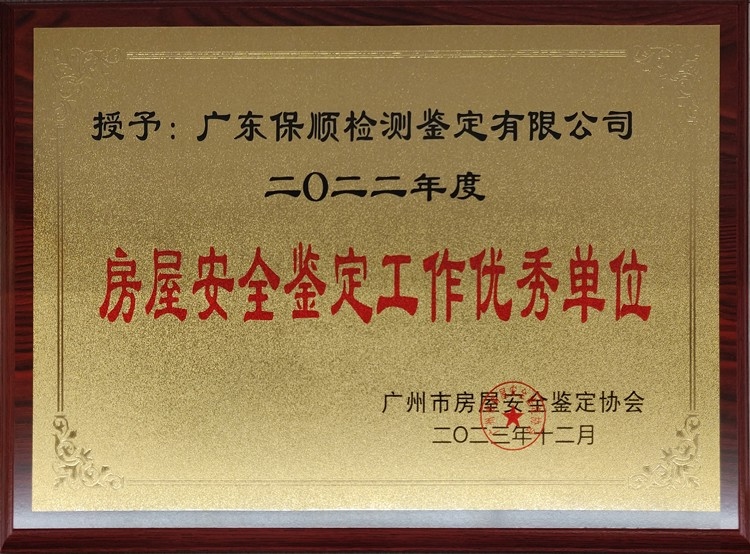 授予：广东保顺检测鉴定有限公司
二〇二二年度
房屋安全鉴定工作优秀单位
广州市房屋安全鉴定协会
二〇二三年十二月